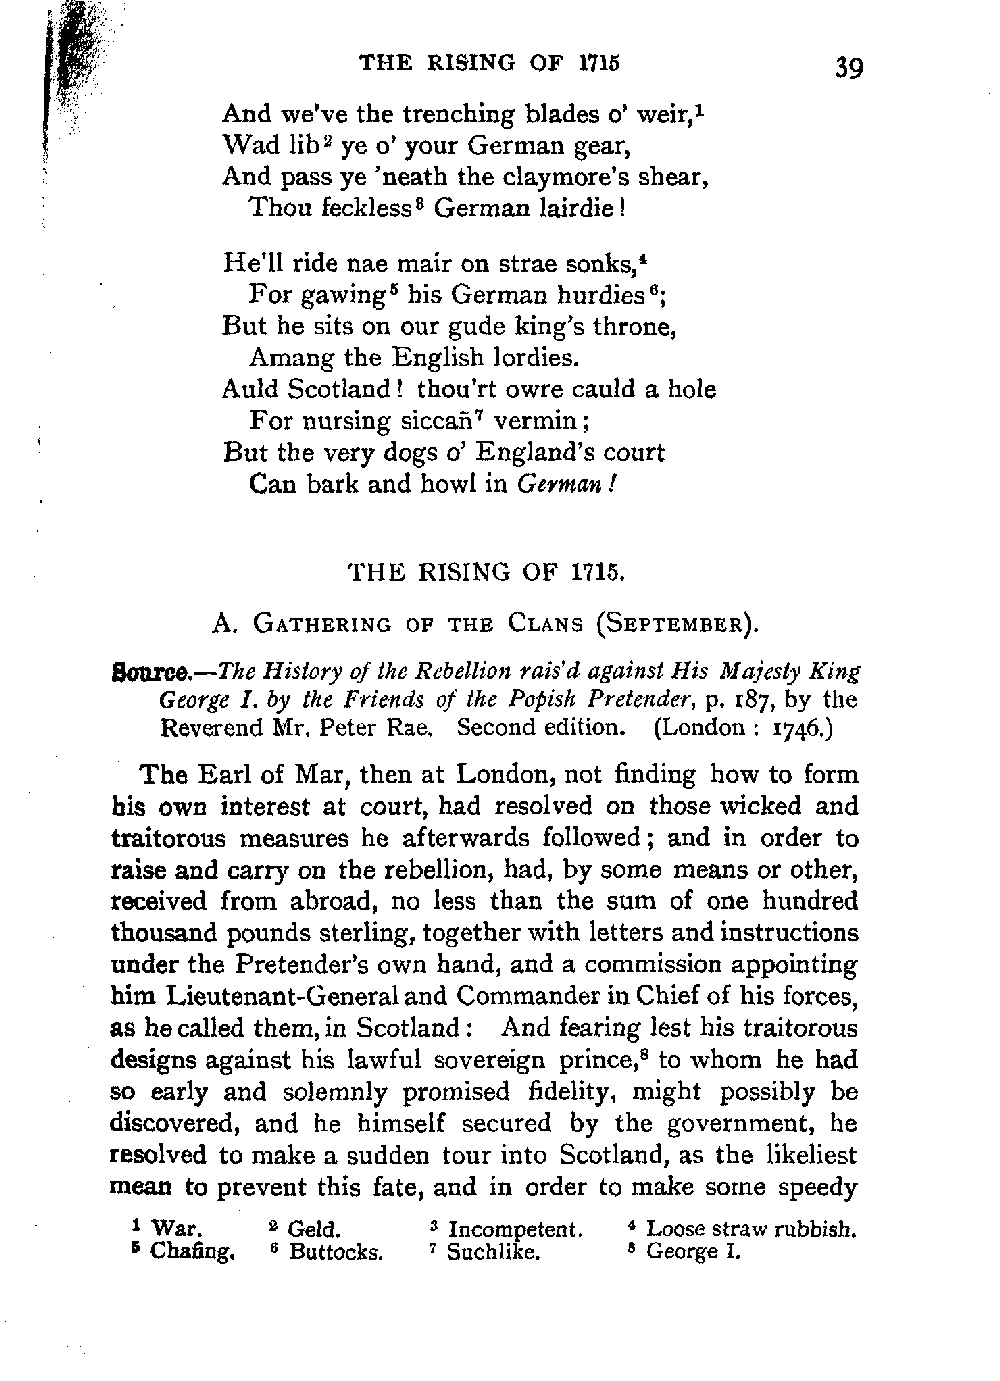 THE RISING OF 1715 39
And we've the trenching blades o' weir,¹
Wad lib² ye o' your German gear,
And pass ye 'neath the claymore's shear,
Thou feckless³ German lairdie!
He'll ride nae mair on strae sonks,⁴
For gawing⁵ his German hurdies⁶;
But he sits on our gude king's throne,
Amang the English lordies.
Auld Scotland! thou'rt owre cauld a hole
For nursing siccañ⁷ vermin;
But the very dogs o' England's court
Can bark and howl in German!
THE RISING OF 1715.
A. GATHERING OF THE CLANS (SEPTEMBER).
Source.—The History of the Rebellion rais'd against His Majesty King
George I. by the Friends of the Popish Pretender, p. 187, by the
Reverend Mr. Peter Rae. Second edition. (London: 1746.)
The Earl of Mar, then at London, not finding how to form
his own interest at court, had resolved on those wicked and
traitorous measures he afterwards followed; and in order to
raise and carry on the rebellion, had, by some means or other,
received from abroad, no less than the sum of one hundred
thousand pounds sterling, together with letters and instructions
under the Pretender's own hand, and a commission appointing
him Lieutenant-General and Commander in Chief of his forces,
as he called them, in Scotland: And fearing lest his traitorous
designs against his lawful sovereign prince,⁸ to whom he had
so early and solemnly promised fidelity, might possibly be
discovered, and he himself secured by the government, he
resolved to make a sudden tour into Scotland, as the likeliest
mean to prevent this fate, and in order to make some speedy
¹ War. ² Geld. ³ Incompetent. ⁴ Loose straw rubbish.
⁵ Chafing. ⁶ Buttocks. ⁷ Suchlike. ⁸ George I.